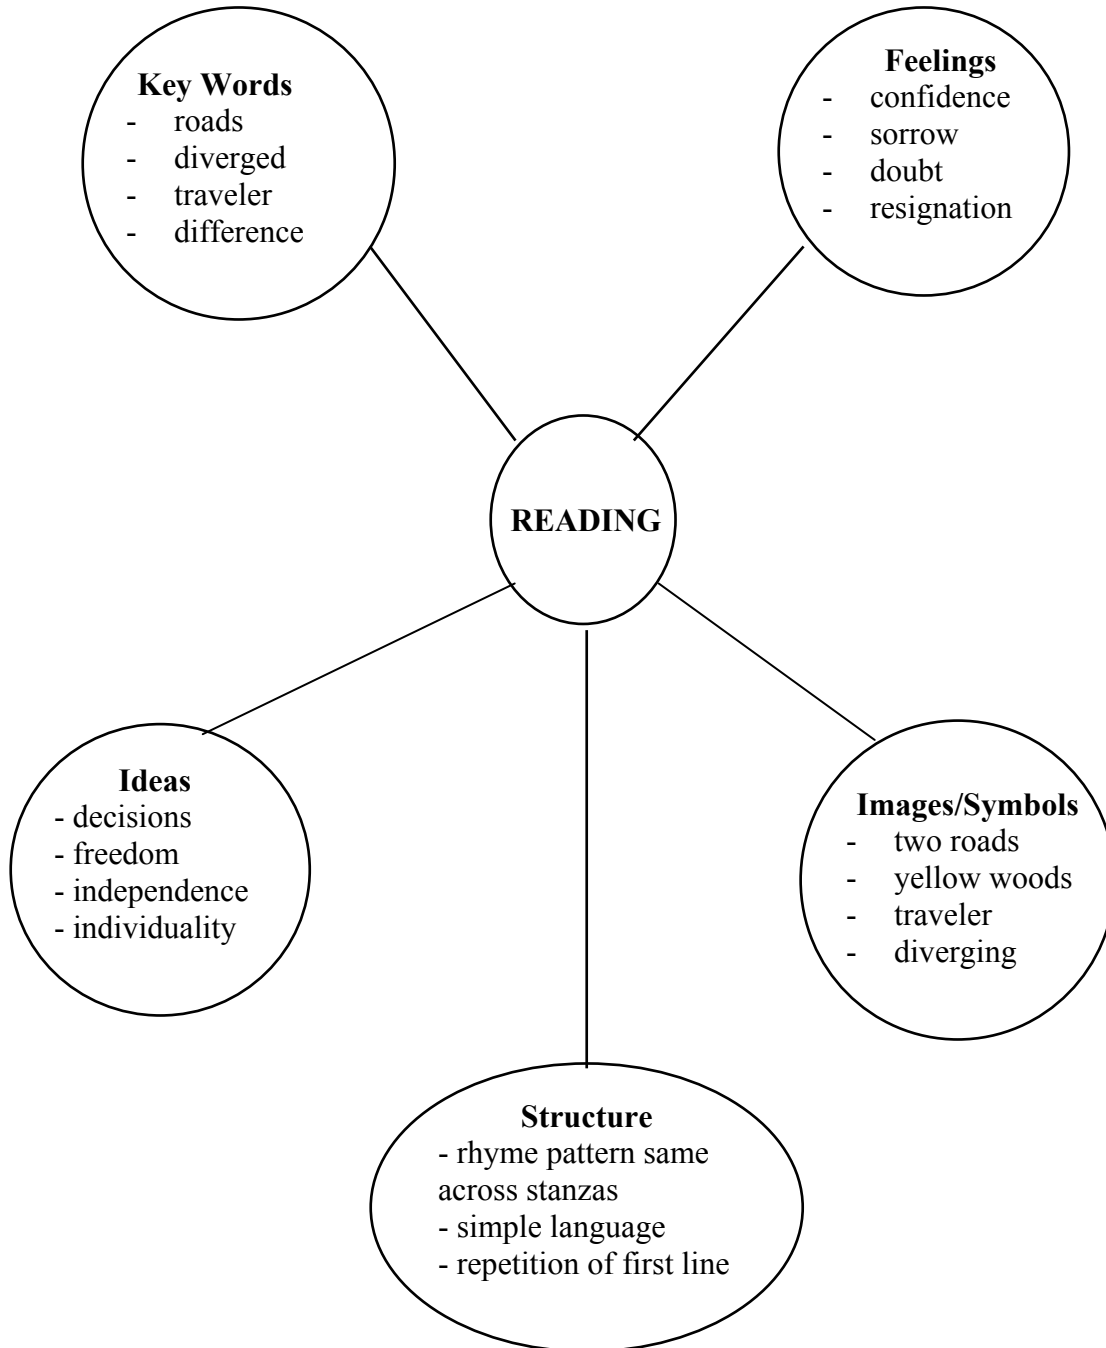 Key Words
- roads
- diverged
- traveler
- difference
Feelings
- confidence
- sorrow
- doubt
- resignation
READING
Ideas
- decisions
- freedom
- independence
- individuality
Images/Symbols
- two roads
- yellow woods
- traveler
- diverging
Structure
- rhyme pattern same
across stanzas
- simple language
- repetition of first line